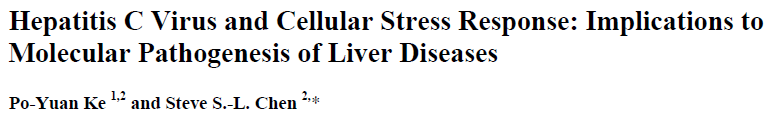 Hepatitis C Virus and Cellular Stress Response: Implications to
Molecular Pathogenesis of Liver Diseases
Po-Yuan Ke 1,2 and Steve S.-L. Chen 2,*